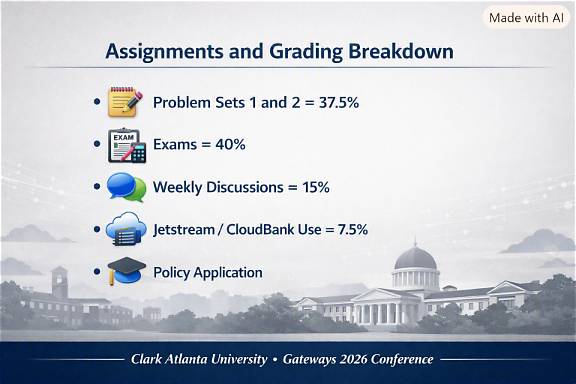 Made with AI
Assignments and Grading Breakdown
• Problem Sets 1 and 2 = 37.5%
• EXAM Exams = 40%
• Weekly Discussions = 15%
• Jetstream / CloudBank Use = 7.5%
• Policy Application
Clark Atlanta University • Gateways 2026 Conference